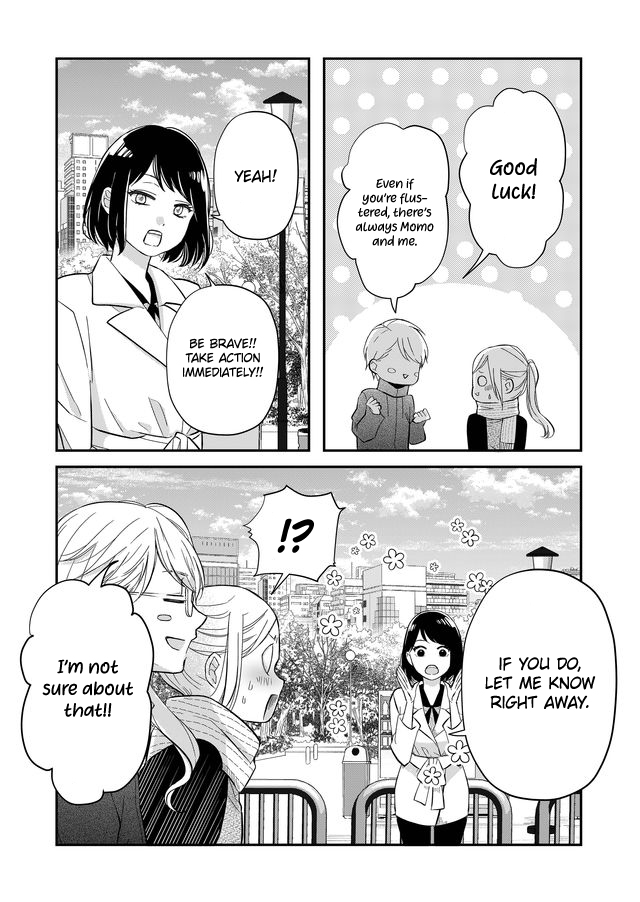 Good
luck!
Even if
you're flus-
tered, there's
always Momo
and me.
YEAH!
BE BRAVE!!
TAKE ACTION
IMMEDIATELY!!
!?
IF YOU DO,
LET ME KNOW
RIGHT AWAY.
I'm not
sure about
that!!